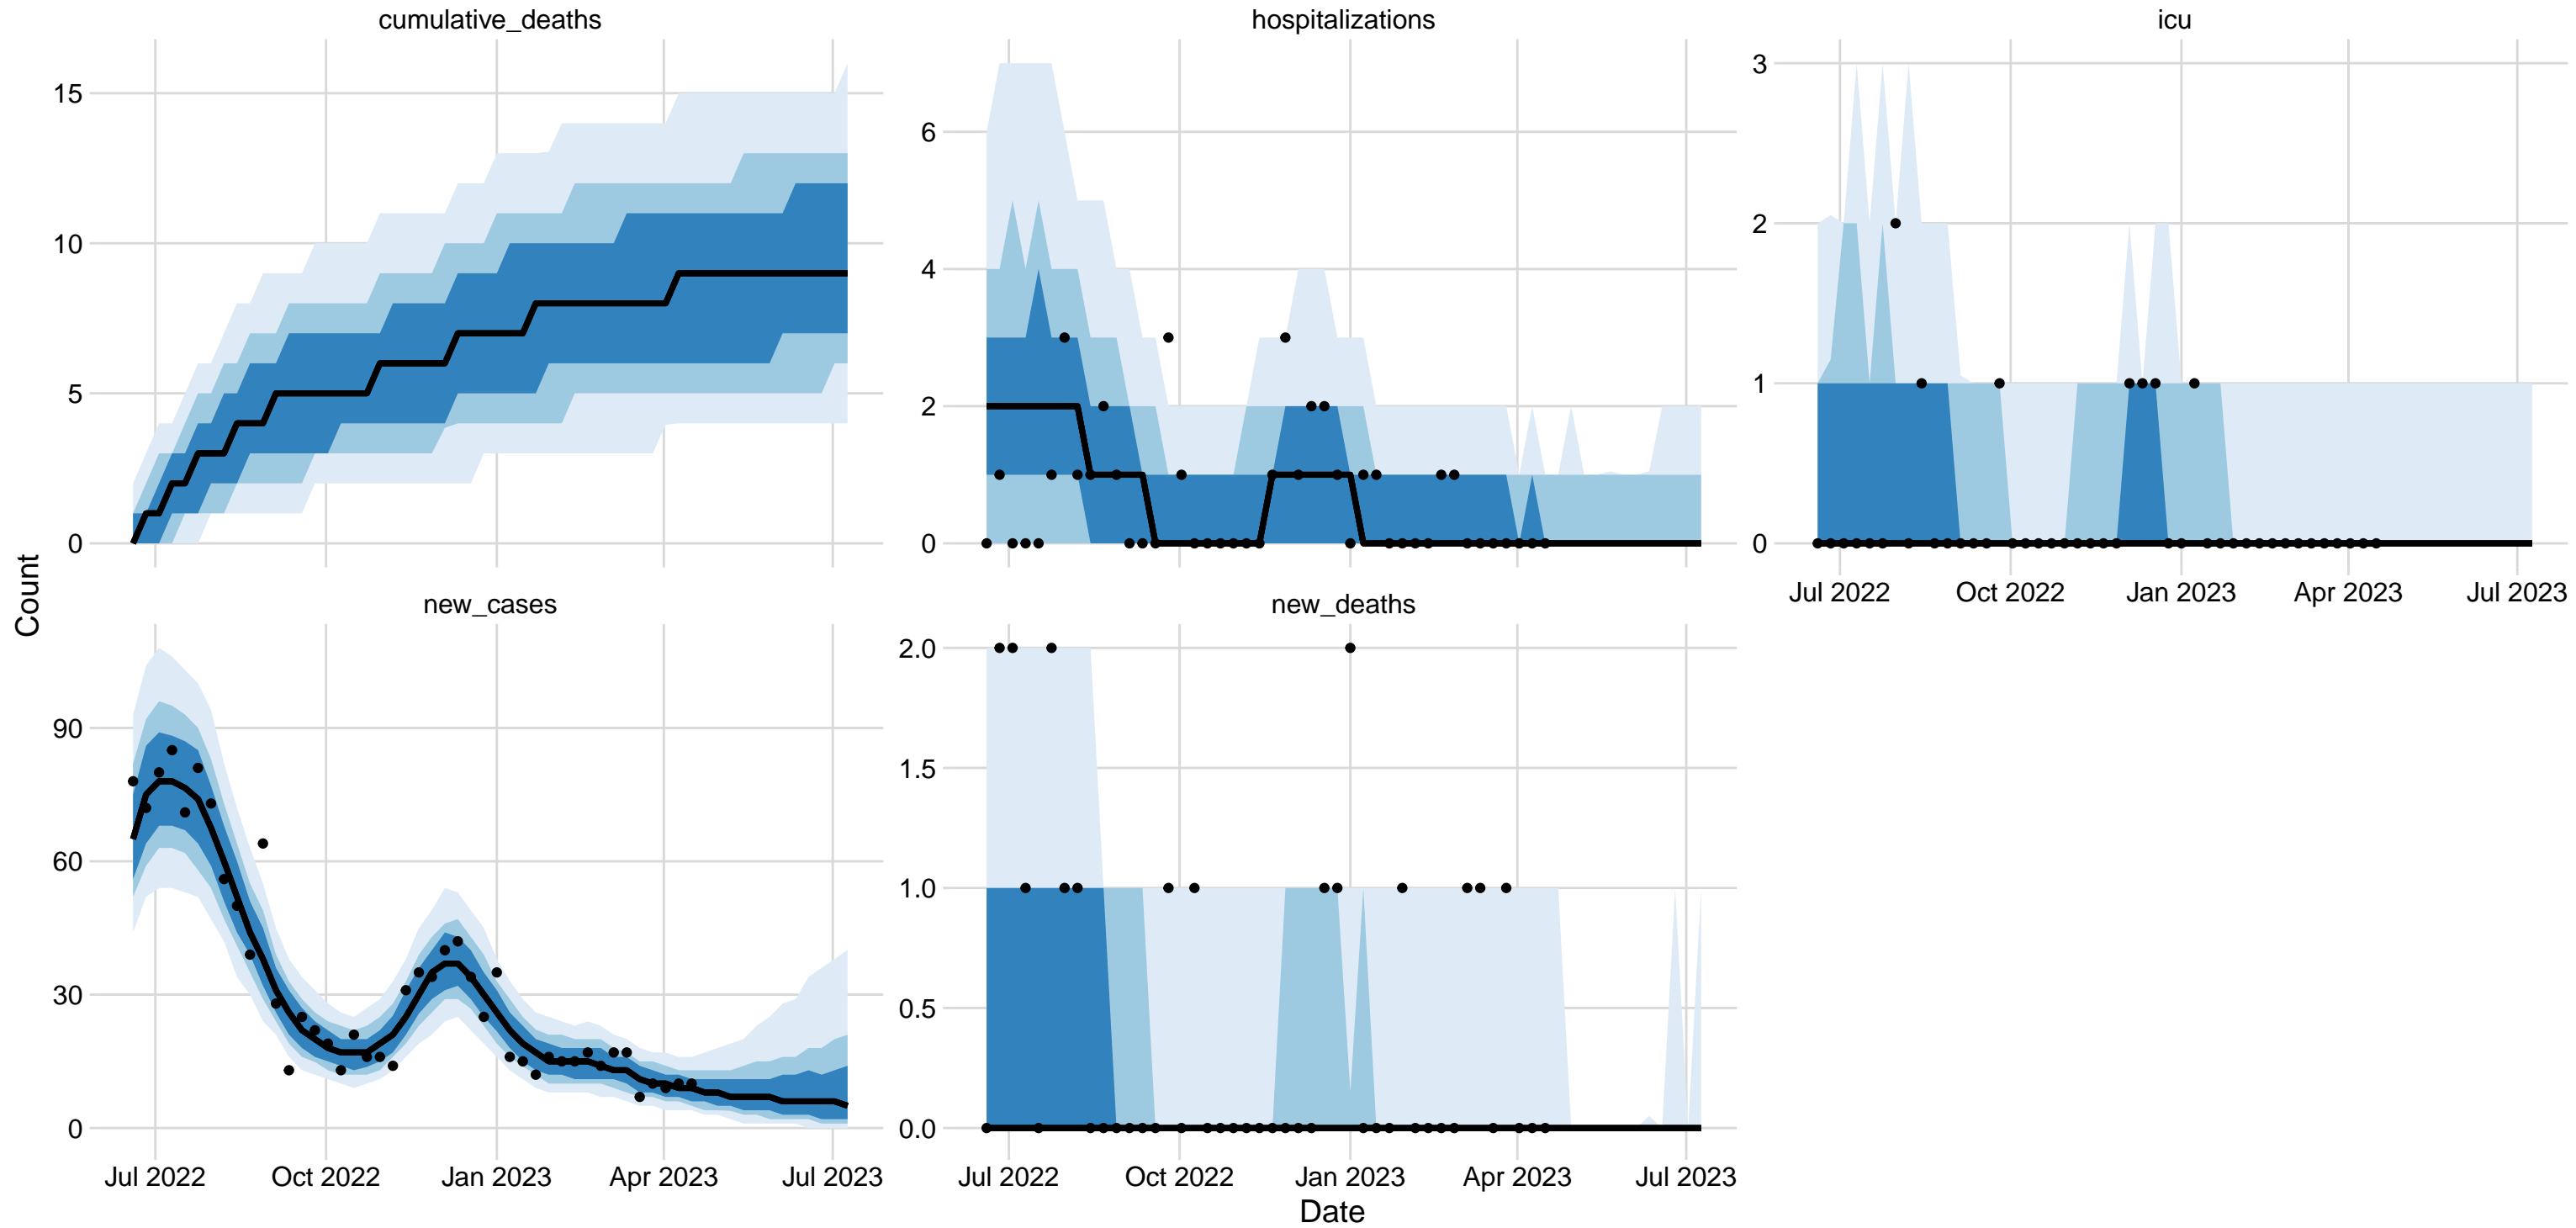 cumulative_deaths
hospitalizations
icu
15
10
5
0
6
4
2
0
3
2
1
0
Jul 2022 Oct 2022 Jan 2023 Apr 2023 Jul 2023
Count
new_cases
new_deaths
90
60
30
0
2.0
1.5
1.0
0.5
0.0
Jul 2022 Oct 2022 Jan 2023 Apr 2023 Jul 2023
Jul 2022 Oct 2022 Jan 2023 Apr 2023 Jul 2023
Date